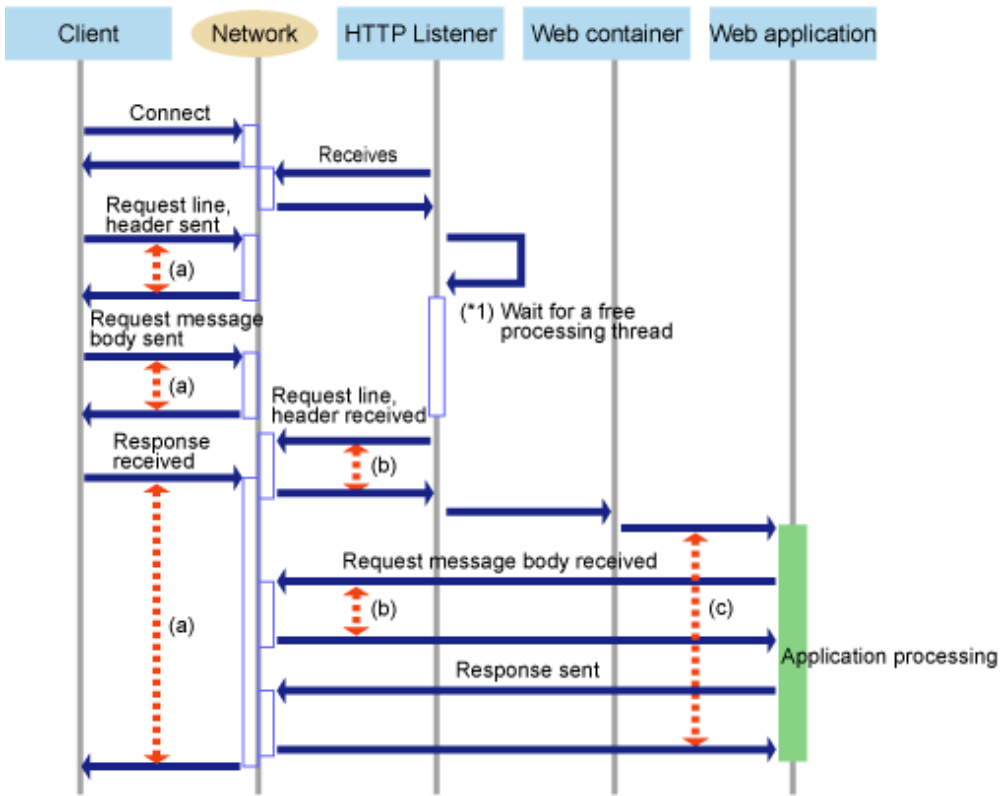 Client
Network
HTTP Listener
Web container
Web application
Connect
Receives
Request line,
header sent
(a)
(*1) Wait for a free
processing thread
Request message
body sent
(a)
Request line,
header received
Response
received
(b)
Request message body received
(b)
(c)
(a)
Application processing
Response sent